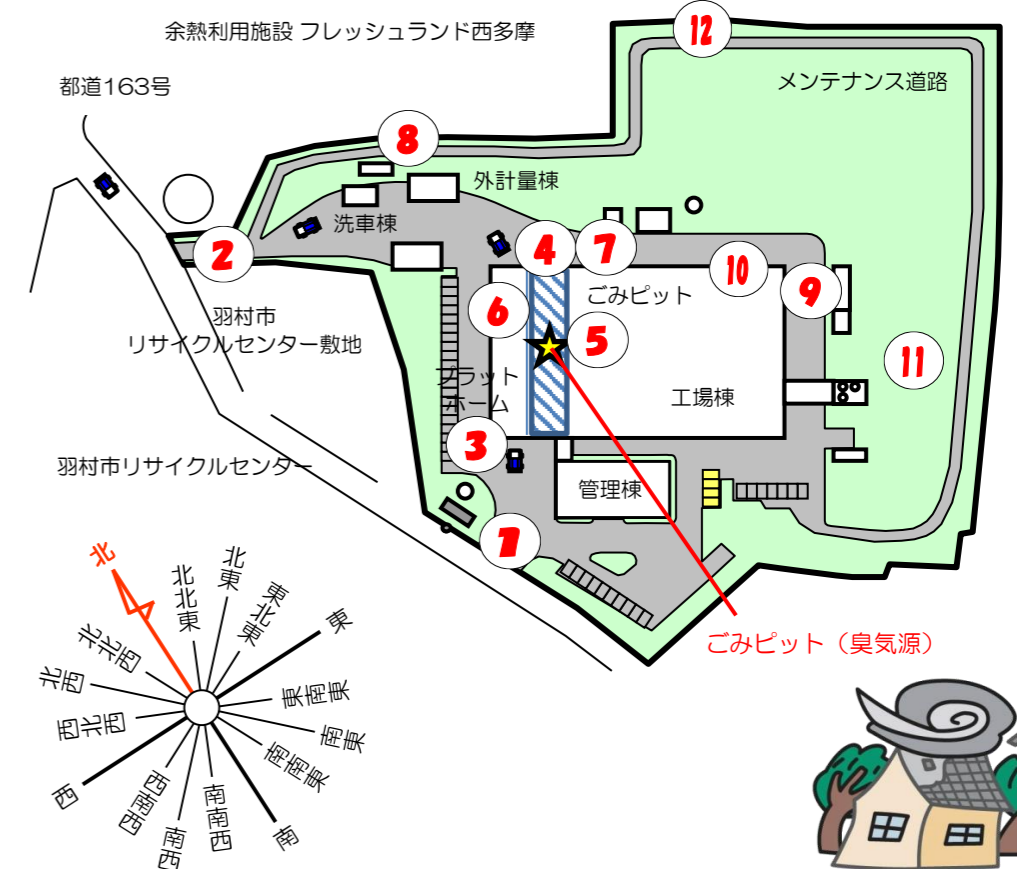 余熱利用施設 フレッシュランド西多摩
12
都道163号
メンテナンス道路
8
外計量棟
洗車棟
2
4
7
10
9
ごみピット
6
5
羽村市
リサイクルセンター敷地
11
プラット
ホーム
工場棟
3
羽村市リサイクルセンター
管理棟
1
ごみピット（臭気源）
北
北北東
北東
東北東
東
東南東
南東
南南東
南
南南西
南西
西南西
西
西北西
北西
北北西